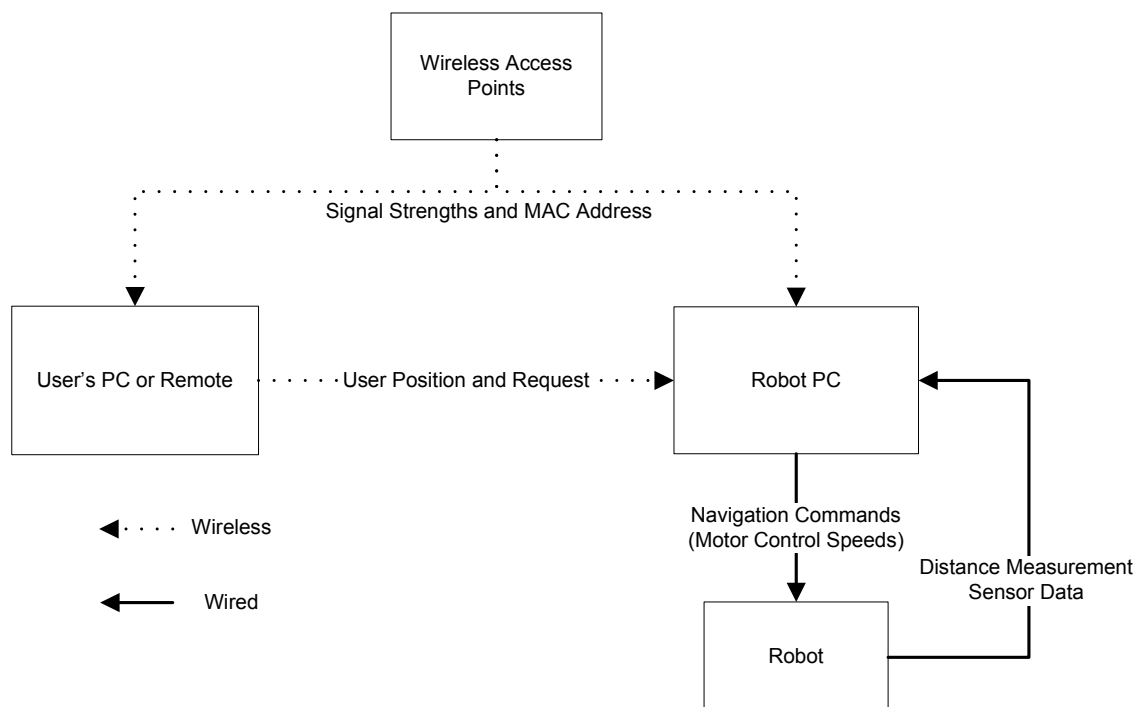 Wireless Access
Points
Signal Strengths and MAC Address
User’s PC or Remote
User Position and Request
Robot PC
Wireless
Navigation Commands
(Motor Control Speeds)
Distance Measurement
Sensor Data
Wired
Robot